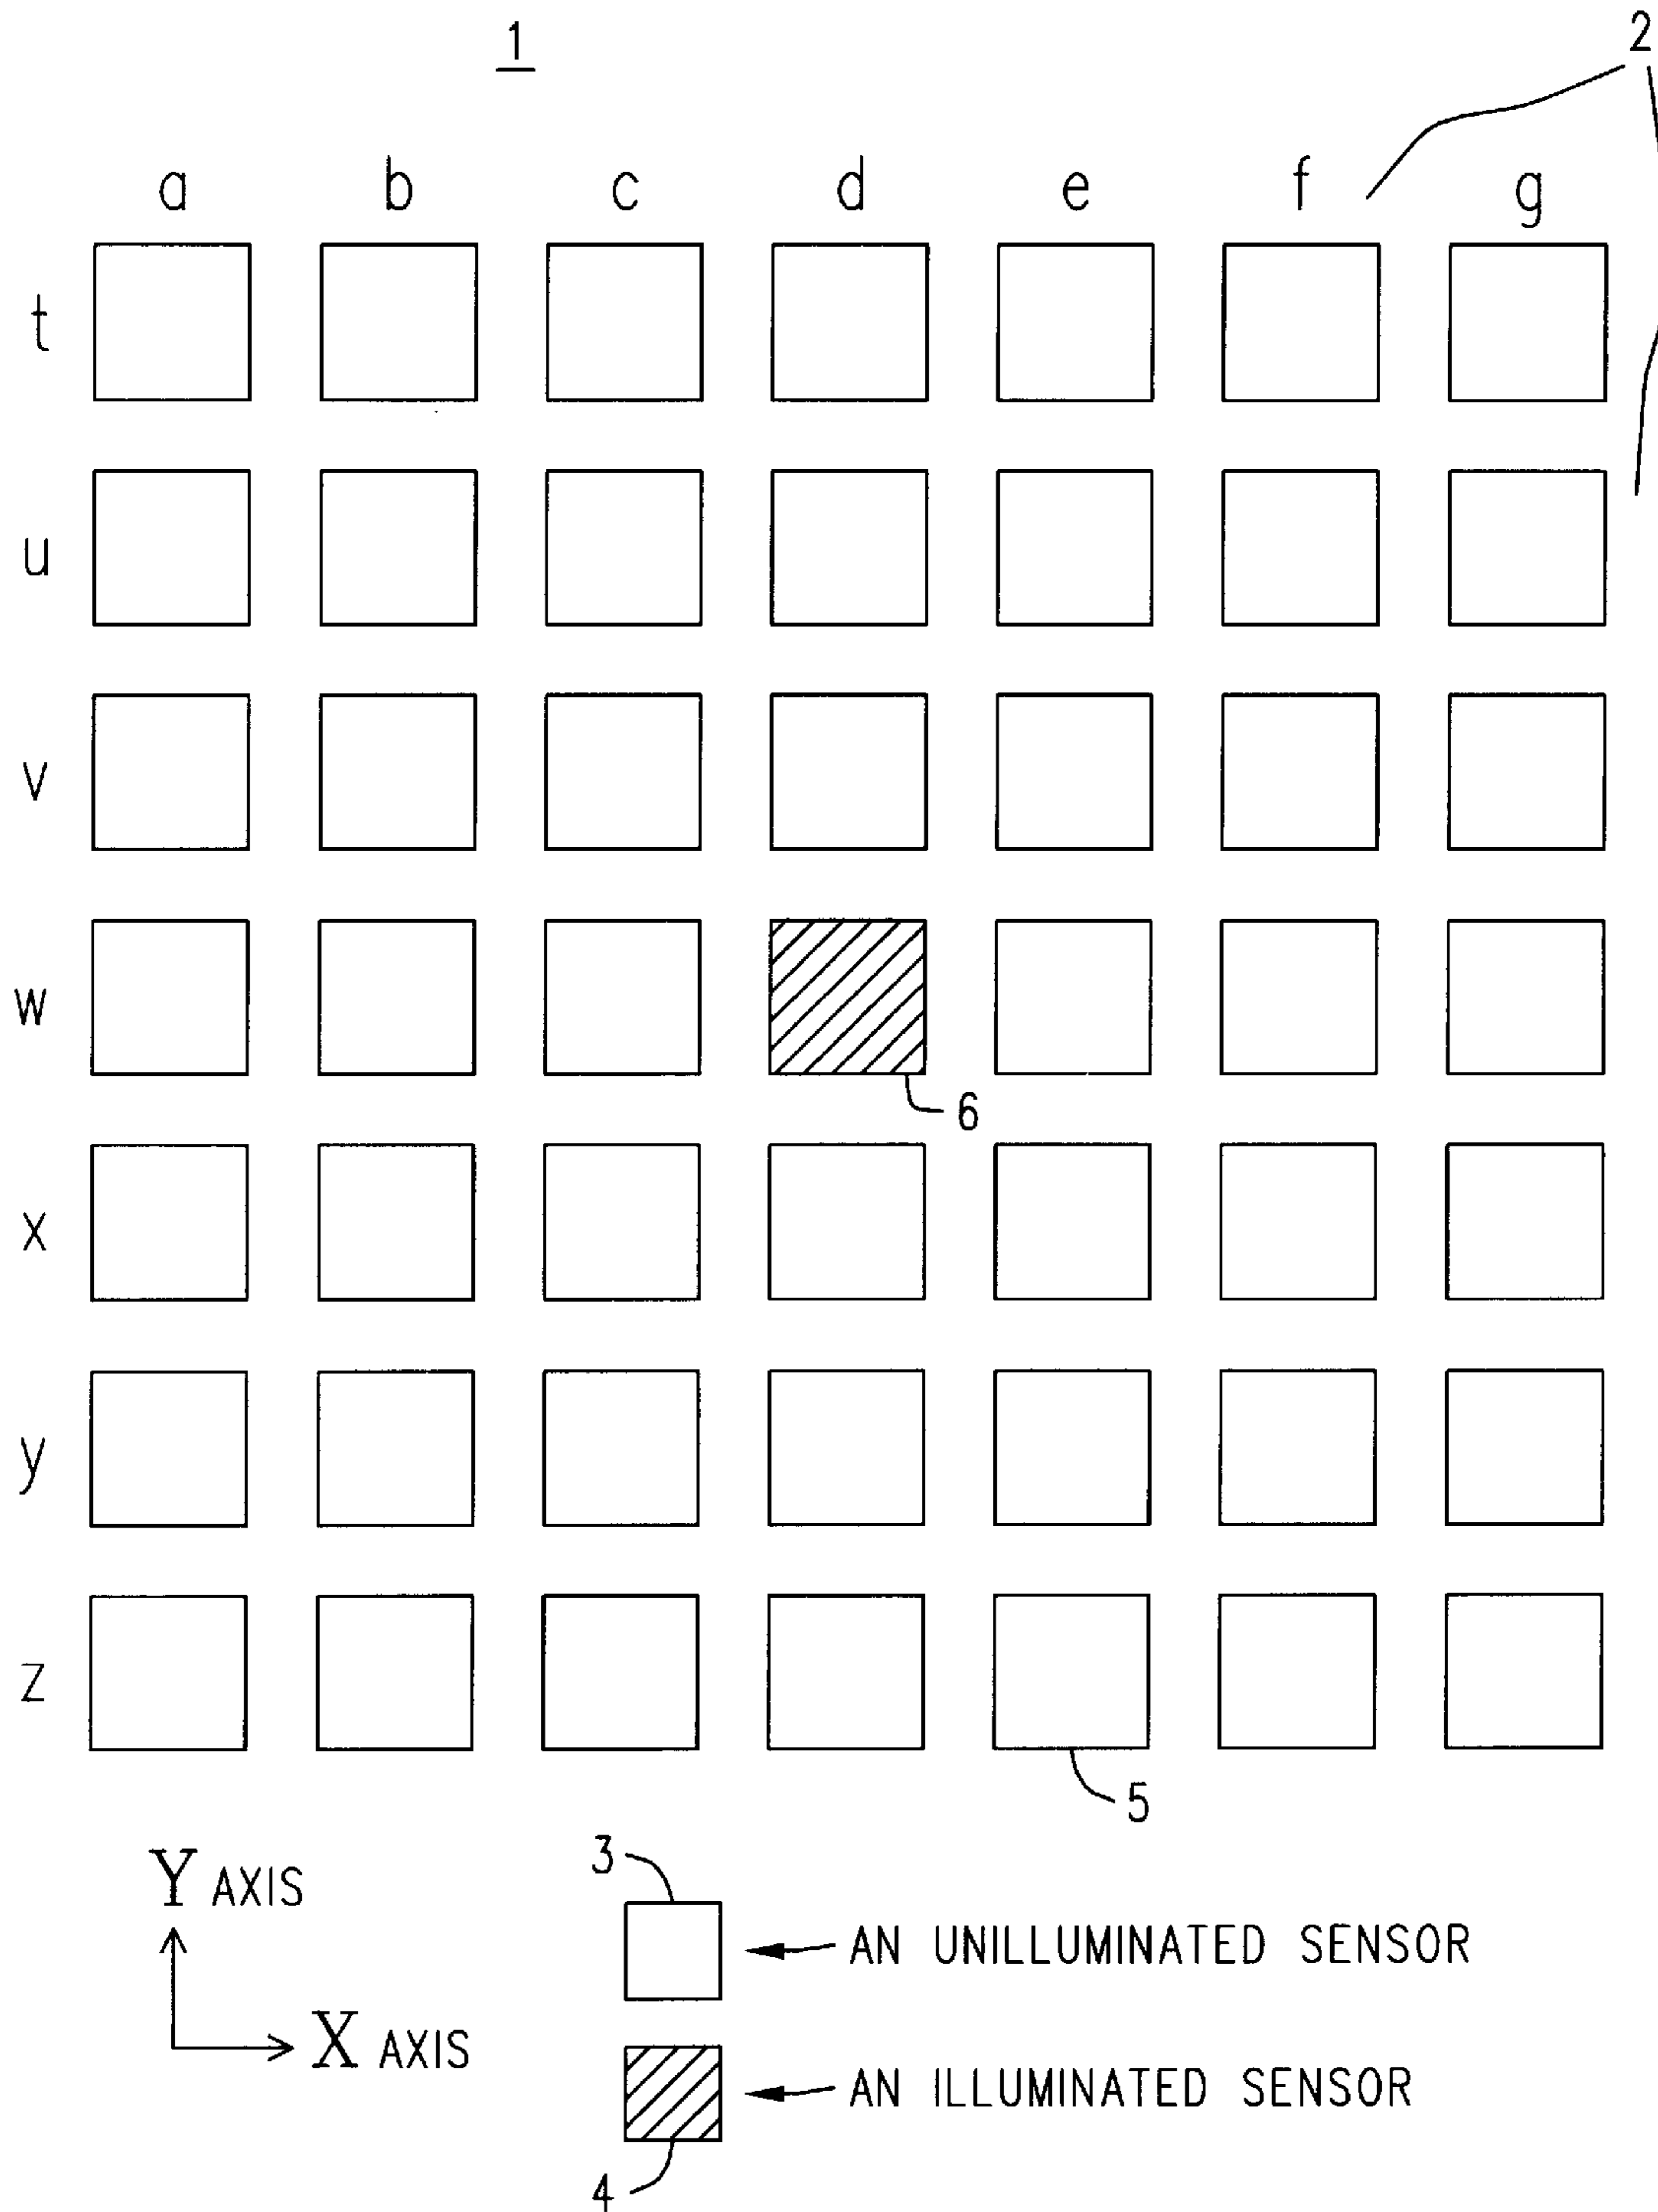 1
2
a b c d e f g
t
u
v
w
6
x
y
z
5
3
Y AXIS
AN UNILLUMINATED SENSOR
X AXIS
AN ILLUMINATED SENSOR
4